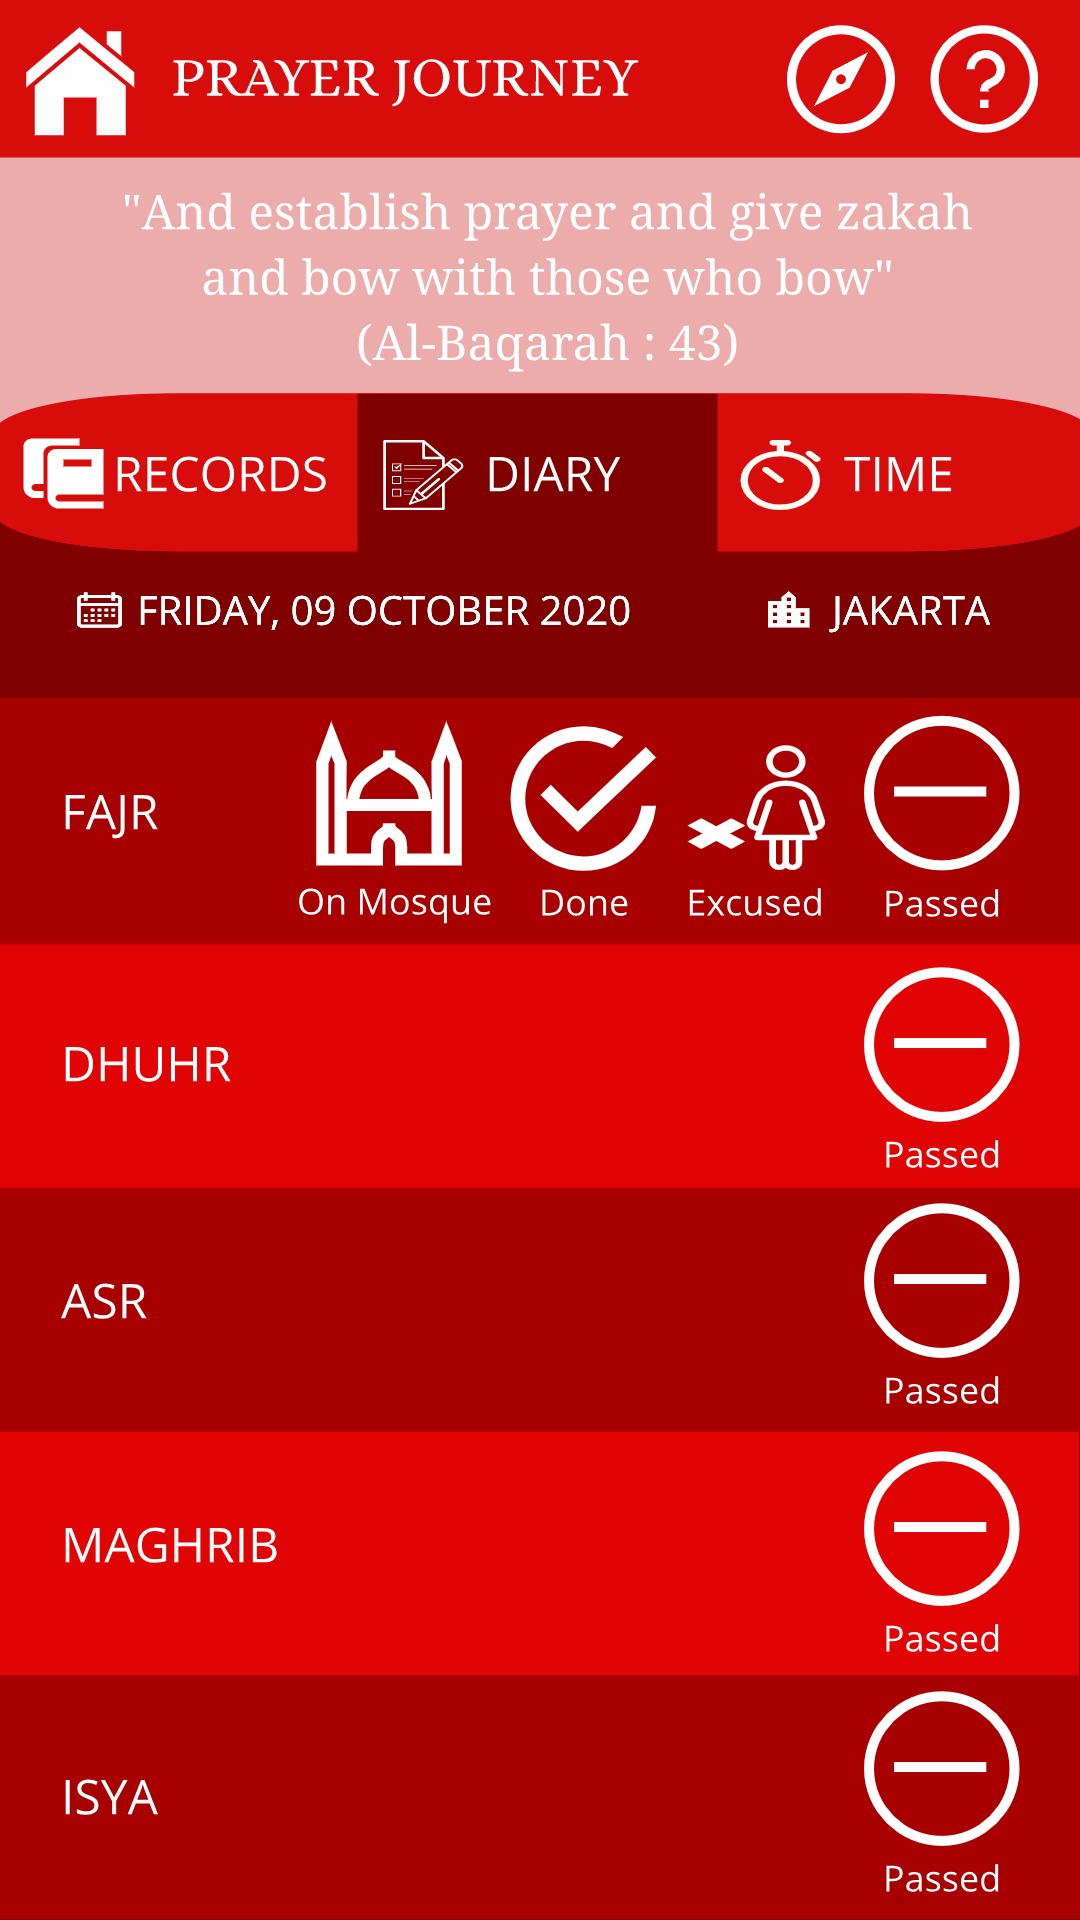 PRAYER JOURNEY
"And establish prayer and give zakah
and bow with those who bow"
(Al-Baqarah : 43)
RECORDS
DIARY
TIME
FRIDAY, 09 OCTOBER 2020
JAKARTA
FAJR
On Mosque
Done
Excused
Passed
DHUHR
Passed
ASR
Passed
MAGHRIB
Passed
ISYA
Passed